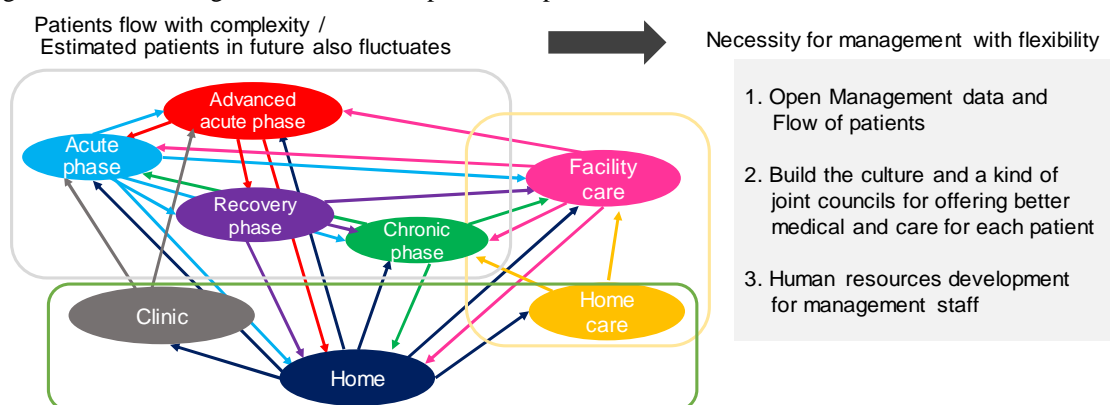 Patients flow with complexity /
Estimated patients in future also fluctuates
Necessity for management with flexibility
Advanced
acute phase
Acute
phase
Recovery
phase
Chronic
phase
Facility
care
Clinic
Home
care
Home
1. Open Management data and
Flow of patients
2. Build the culture and a kind of
joint councils for offering better
medical and care for each patient
3. Human resources development
for management staff